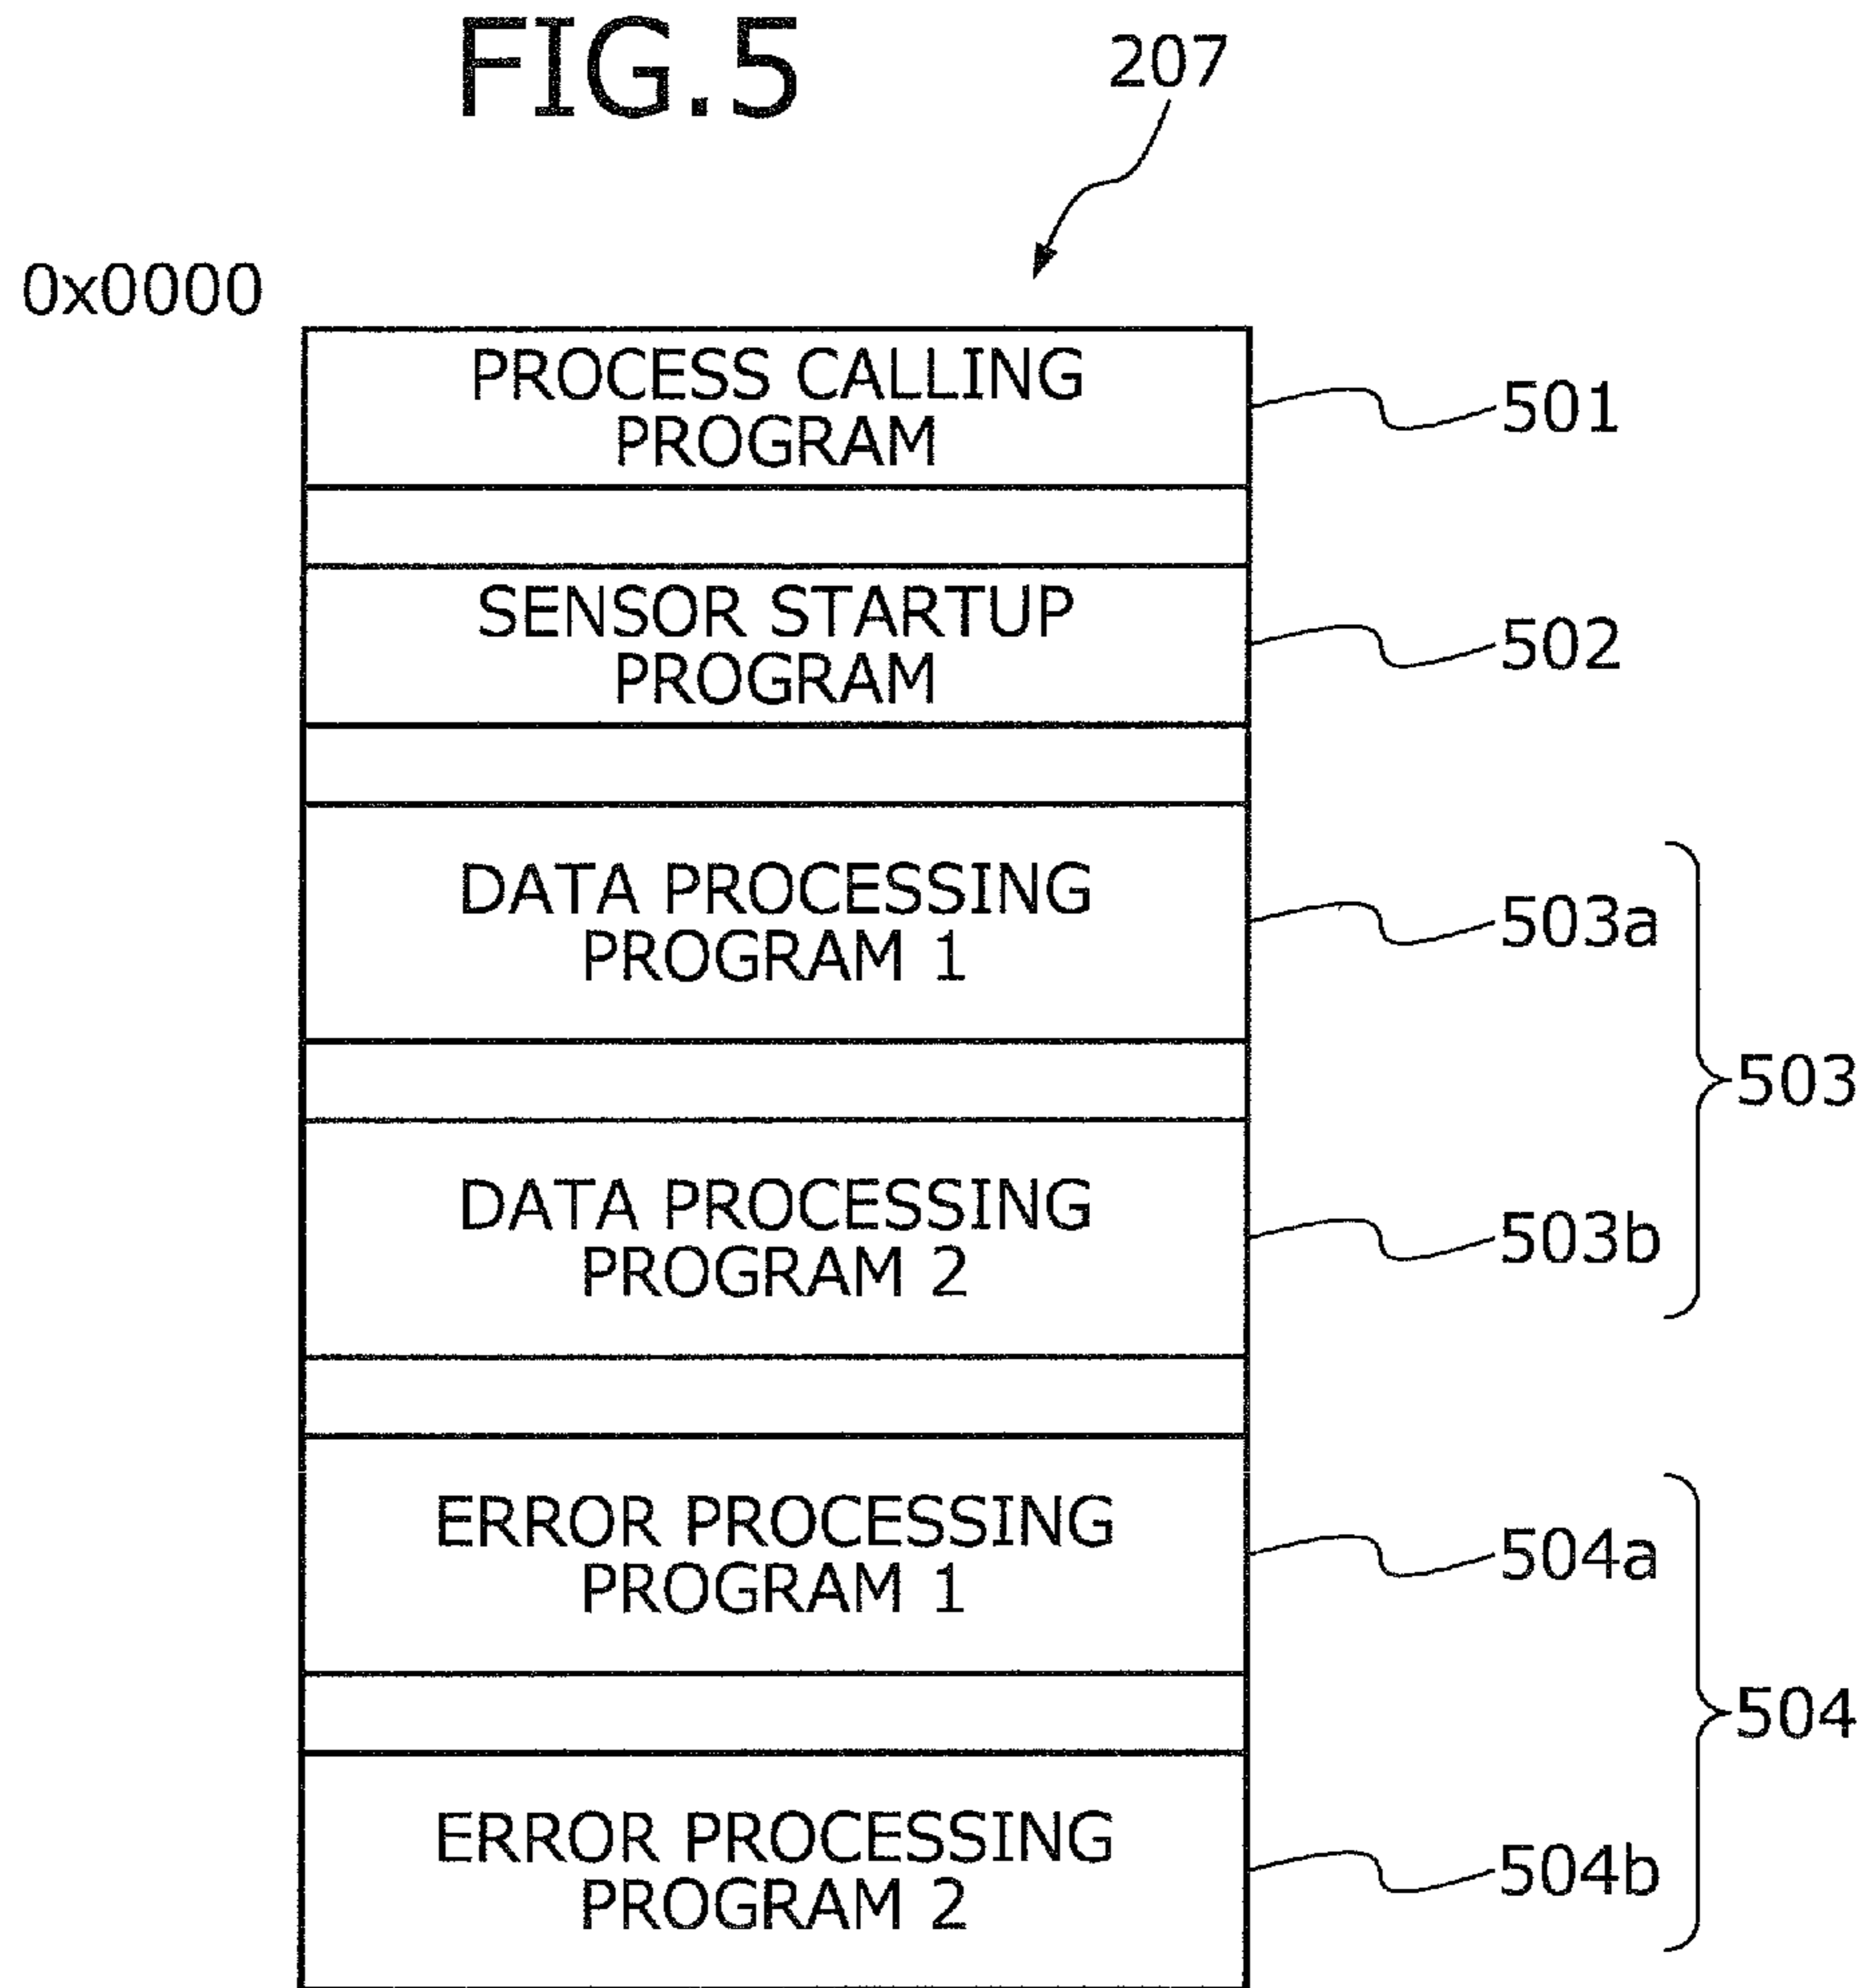 FIG.5
207
0x0000
PROCESS CALLING
PROGRAM
501
SENSOR STARTUP
PROGRAM
502
DATA PROCESSING
PROGRAM 1
503a
503
DATA PROCESSING
PROGRAM 2
503b
ERROR PROCESSING
PROGRAM 1
504a
504
ERROR PROCESSING
PROGRAM 2
504b